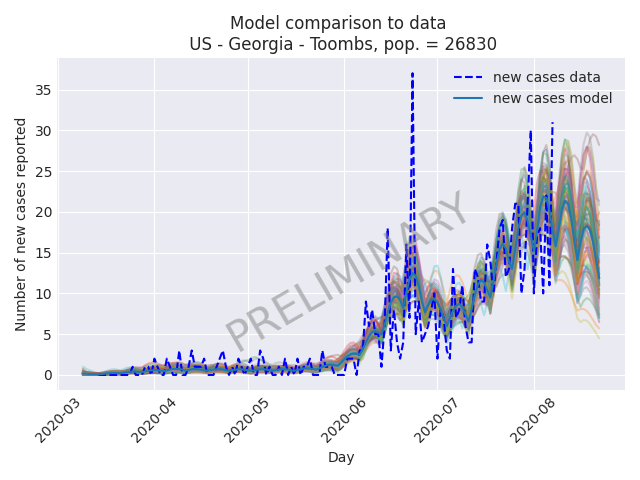 Model comparison to data
US - Georgia - Toombs, pop. = 26830
new cases data
new cases model
Number of new cases reported
35
30
25
20
15
10
5
0
PRELIMINARY
2020-03
2020-04
2020-05
2020-06
2020-07
2020-08
Day